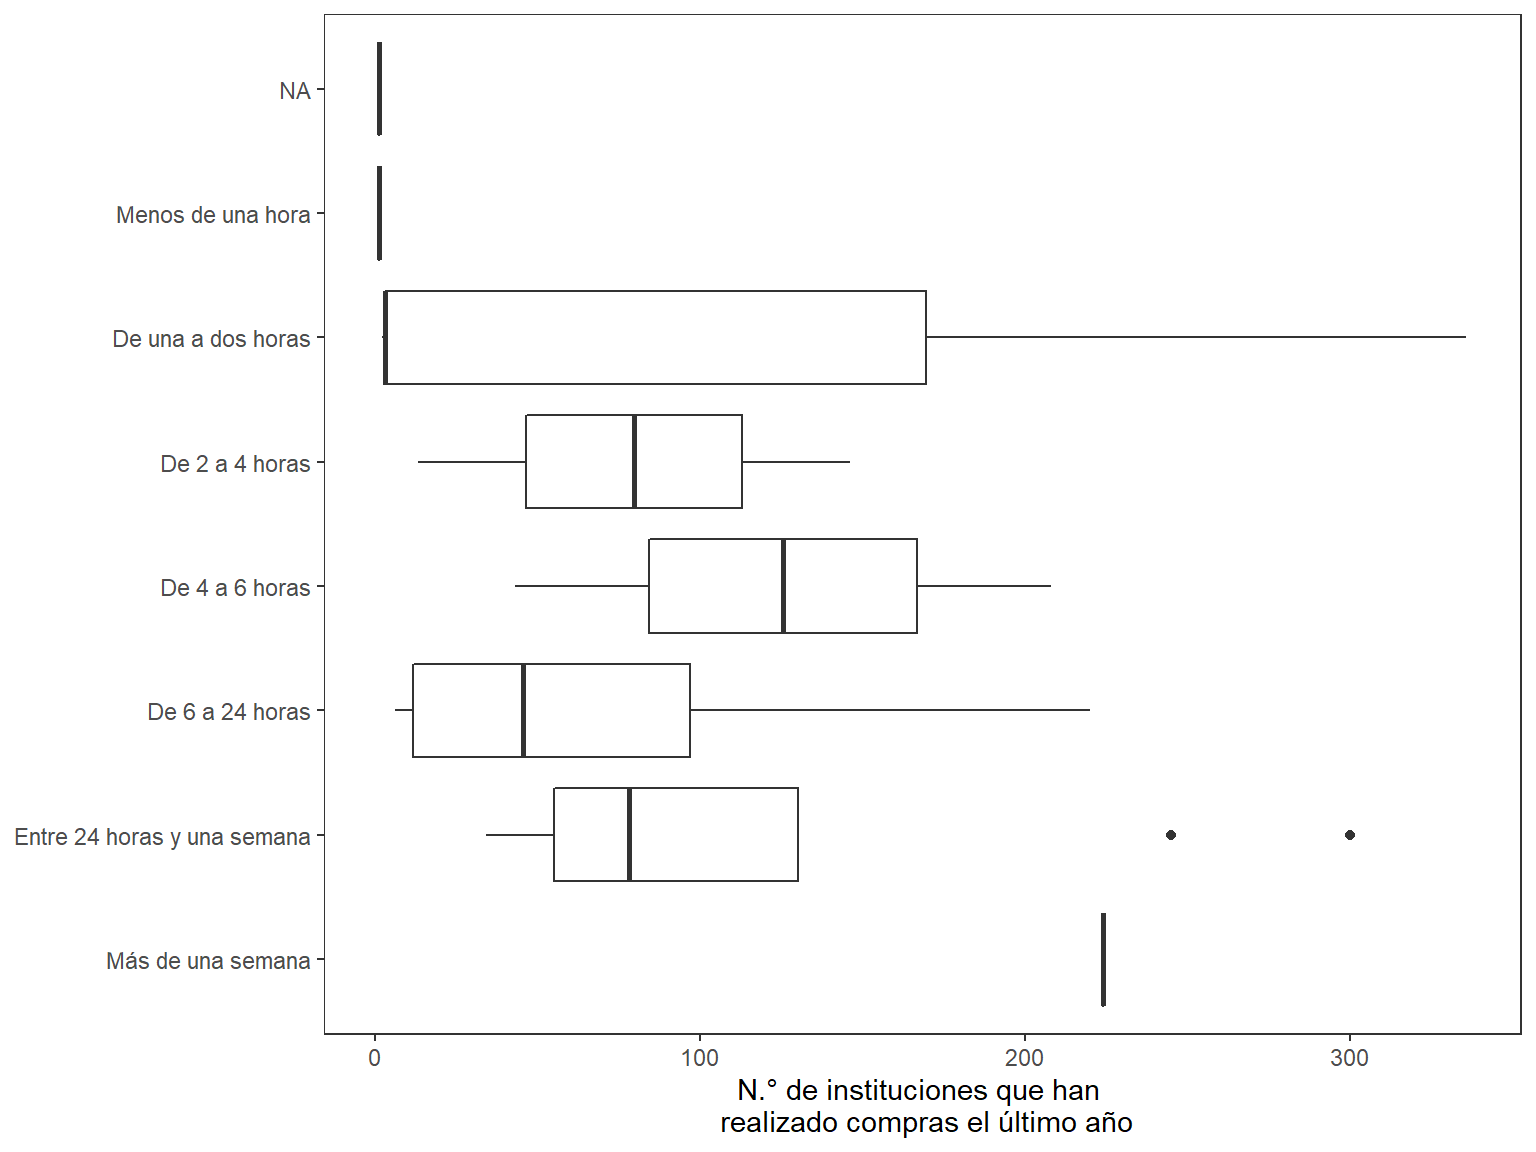 NA
Menos de una hora
De una a dos horas
De 2 a 4 horas
De 4 a 6 horas
De 6 a 24 horas
Entre 24 horas y una semana
Más de una semana
0 100 200 300
N.° de instituciones que han
realizado compras el último año